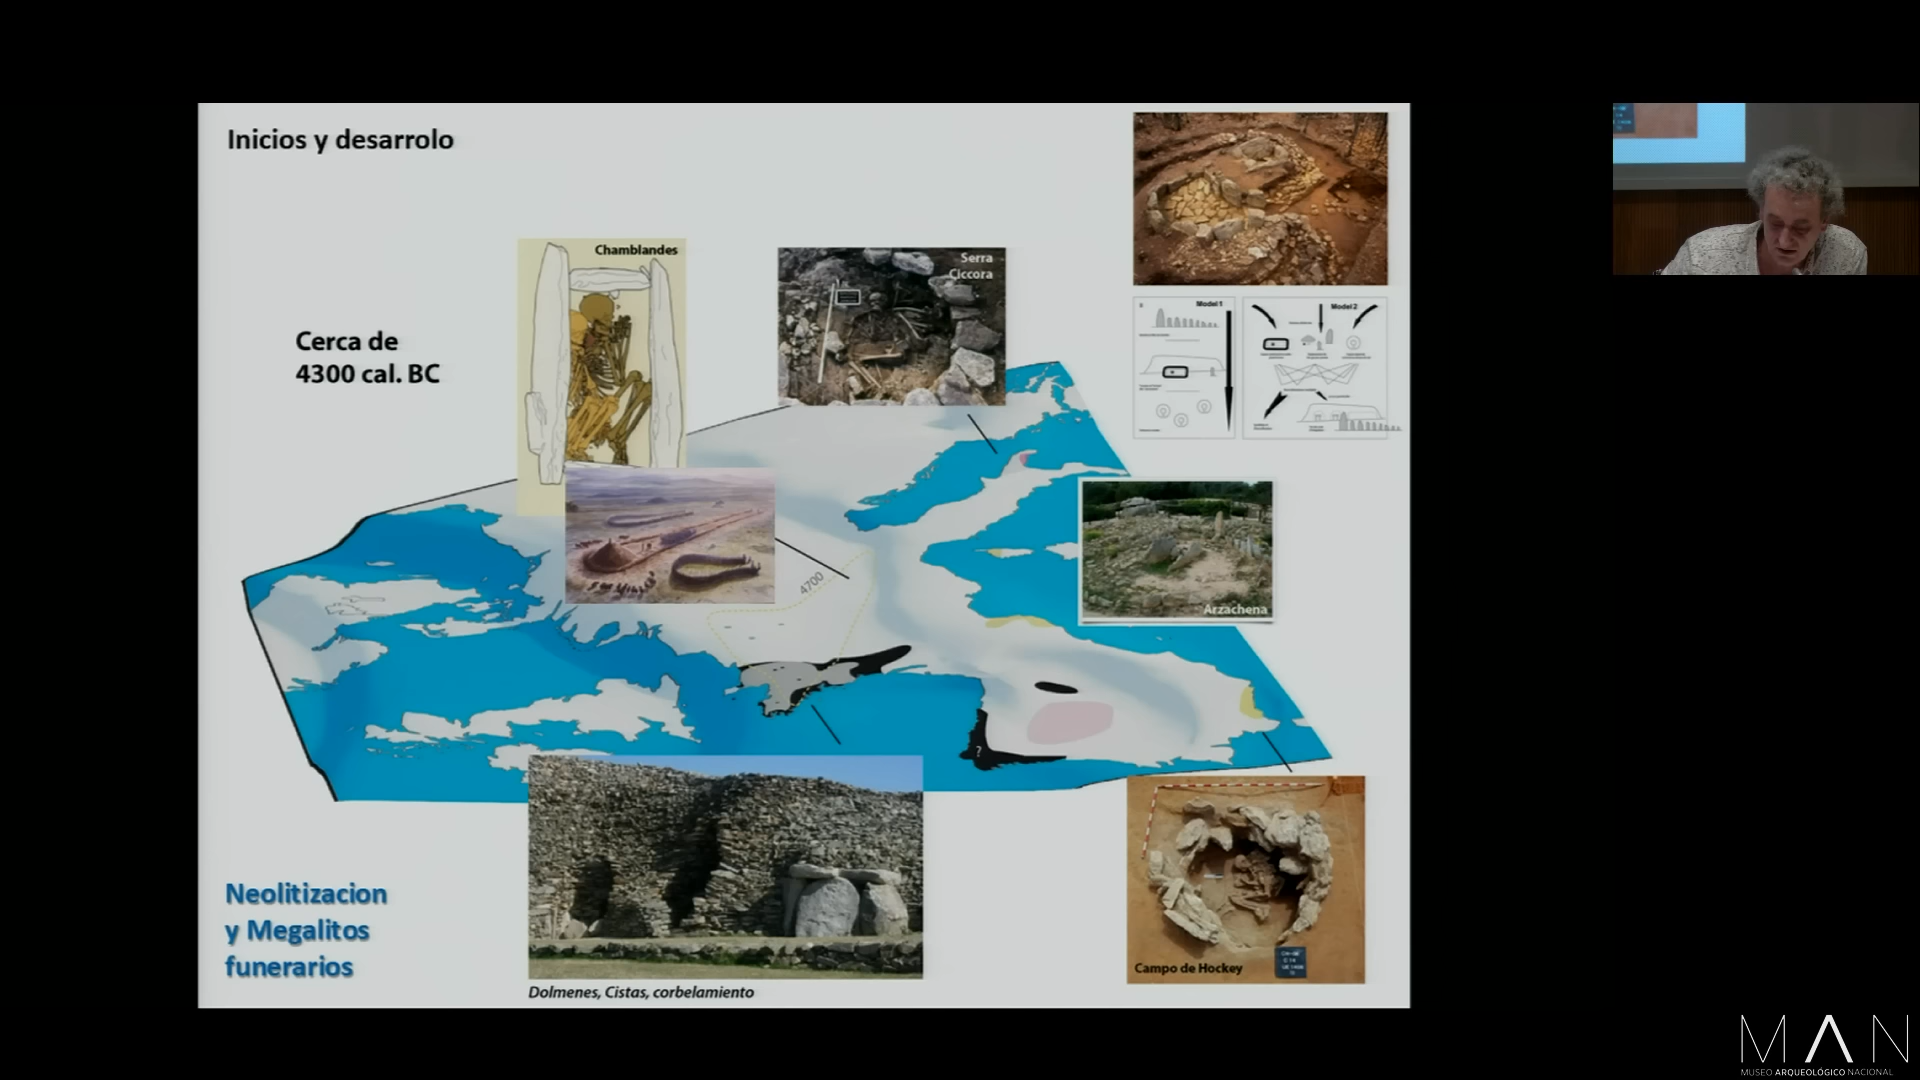 Inicios y desarrolo
Chamblandes
Serra
Ciccora
Cerca de
4300 cal. BC
Model 1
Model 2
4700
Arzachena
?
Neolitizacion
y Megalitos
funerarios
Campo de Hockey
Dolmenes, Cistas, corbelamiento
MAN
MUSEO ARQUEOLÓGICO NACIONAL